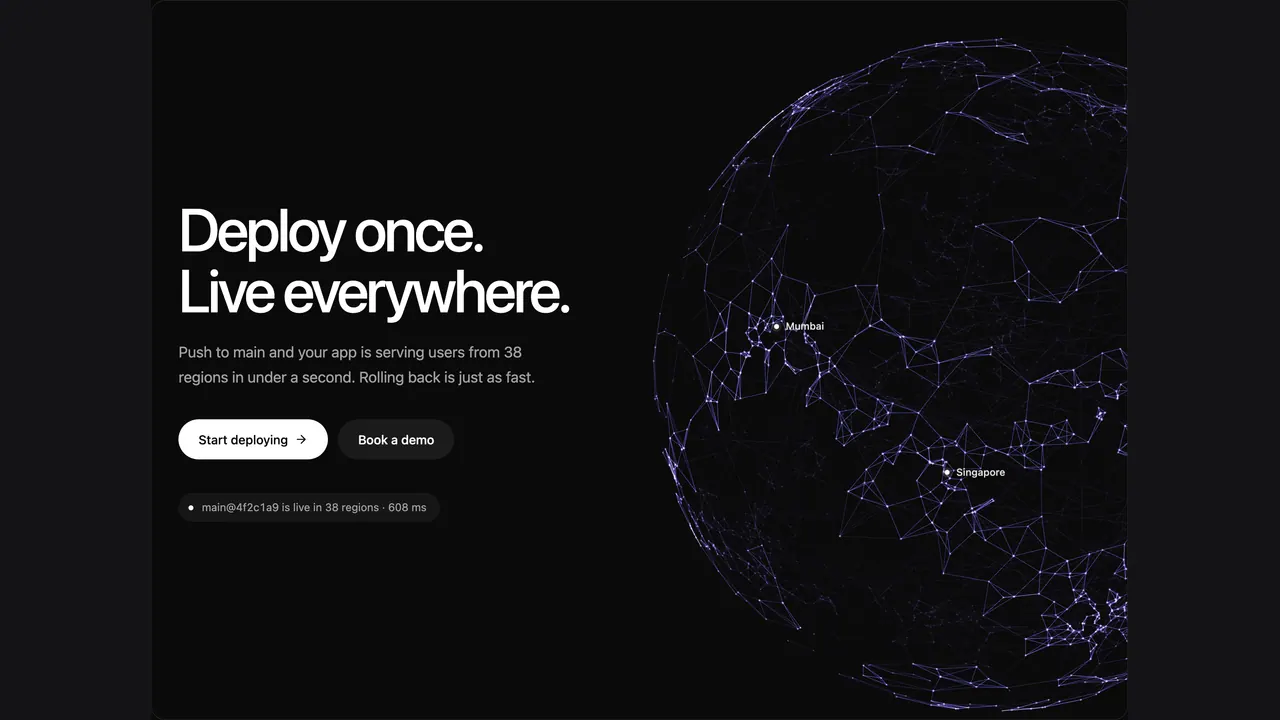 Deploy once.
Live everywhere.
Push to main and your app is serving users from 38
regions in under a second. Rolling back is just as fast.
Start deploying →
Book a demo
main@4f2c1a9 is live in 38 regions · 608 ms
Mumbai
Singapore